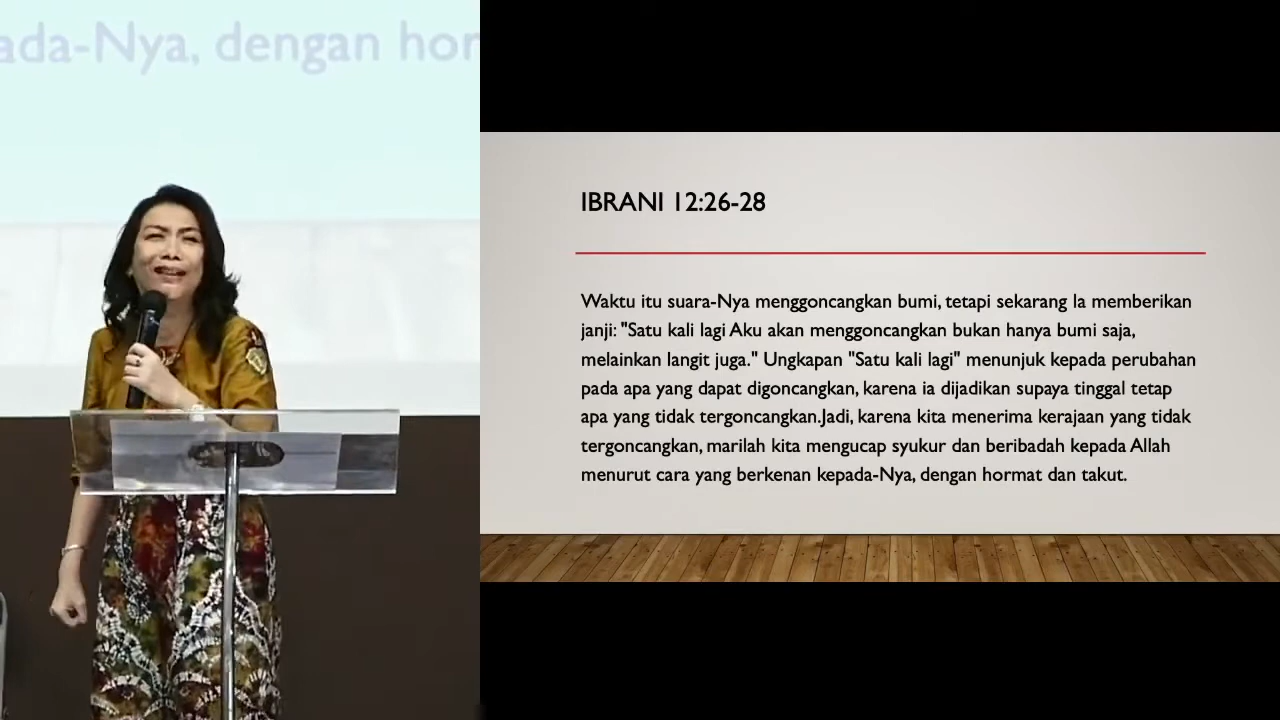 ada-Nya, dengan hor
IBRANI 12:26-28
Waktu itu suara-Nya menggoncangkan bumi, tetapi sekarang Ia memberikan
janji: "Satu kali lagi Aku akan menggoncangkan bukan hanya bumi saja,
melainkan langit juga." Ungkapan "Satu kali lagi" menunjuk kepada perubahan
pada apa yang dapat digoncangkan, karena ia dijadikan supaya tinggal tetap
apa yang tidak tergoncangkan.Jadi, karena kita menerima kerajaan yang tidak
tergoncangkan, marilah kita mengucap syukur dan beribadah kepada Allah
menurut cara yang berkenan kepada-Nya, dengan hormat dan takut.